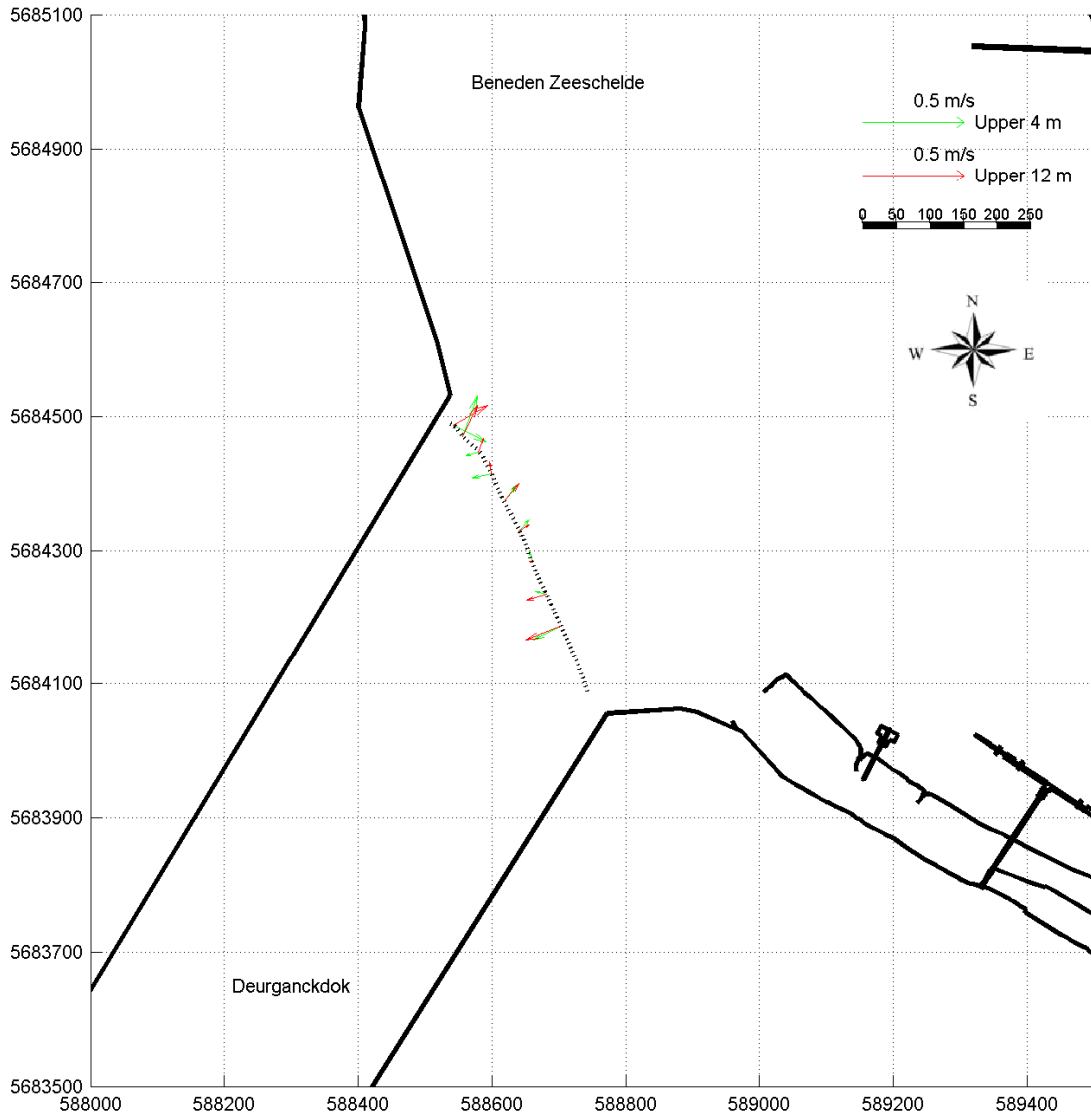 5685100
Beneden Zeeschelde
0.5 m/s
Upper 4 m
5684900
0.5 m/s
Upper 12 m
0 50 100 150 200 250
5684700
N
W E
S
5684500
5684300
5684100
5683900
5683700
Deurganckdok
5683500
588000 588200 588400 588600 588800 589000 589200 589400